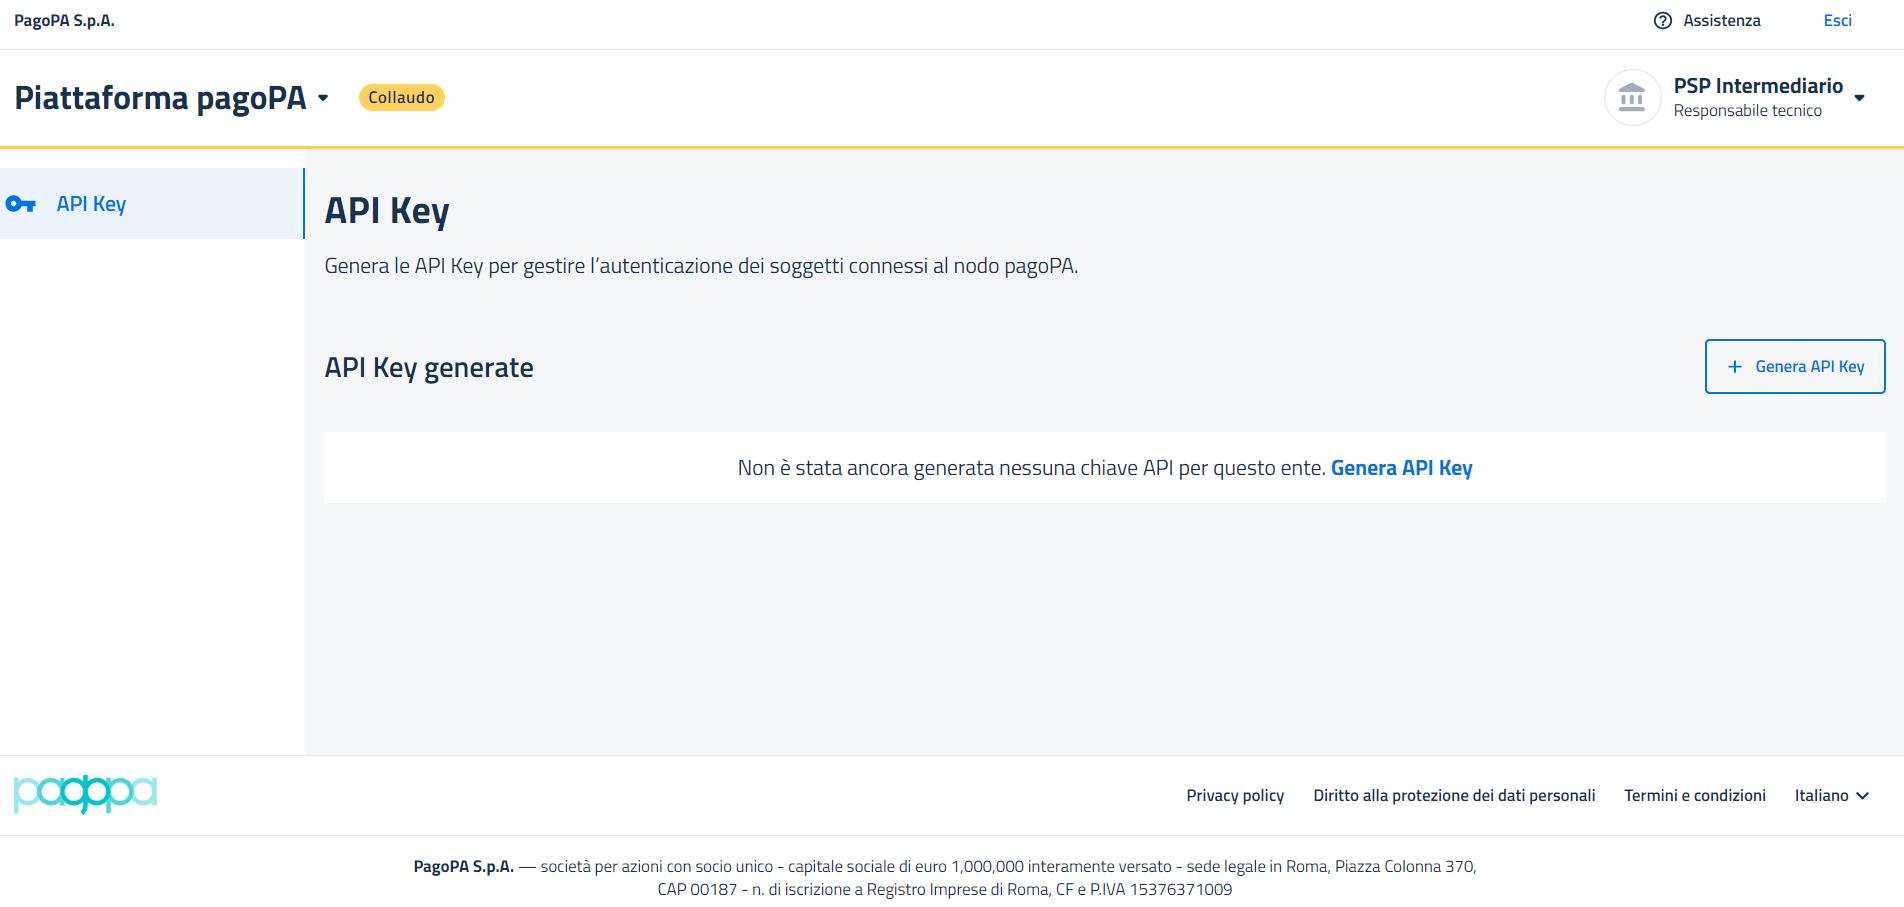 PagoPA S.p.A.
Assistenza
Esci
Piattaforma pagoPA
Collaudo
PSP Intermediario
Responsabile tecnico
API Key
API Key
Genera le API Key per gestire l’autenticazione dei soggetti connessi al nodo pagoPA.
API Key generate
+ Genera API Key
Non è stata ancora generata nessuna chiave API per questo ente. Genera API Key
pagopa
Privacy policy
Diritto alla protezione dei dati personali
Termini e condizioni
Italiano
PagoPA S.p.A. — società per azioni con socio unico - capitale sociale di euro 1,000,000 interamente versato - sede legale in Roma, Piazza Colonna 370,
CAP 00187 - n. di iscrizione a Registro Imprese di Roma, CF e P.IVA 15376371009